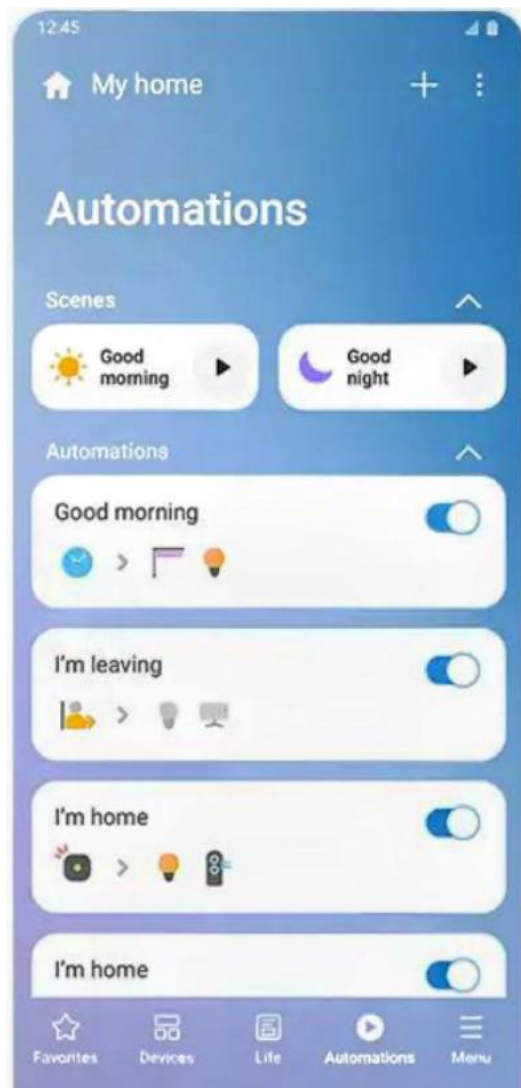 12:45
My home
Automations
Scenes
Good
morning
Good
night
Automations
Good morning
I'm leaving
I'm home
I'm home
Favorites Devices Life Automations Menu